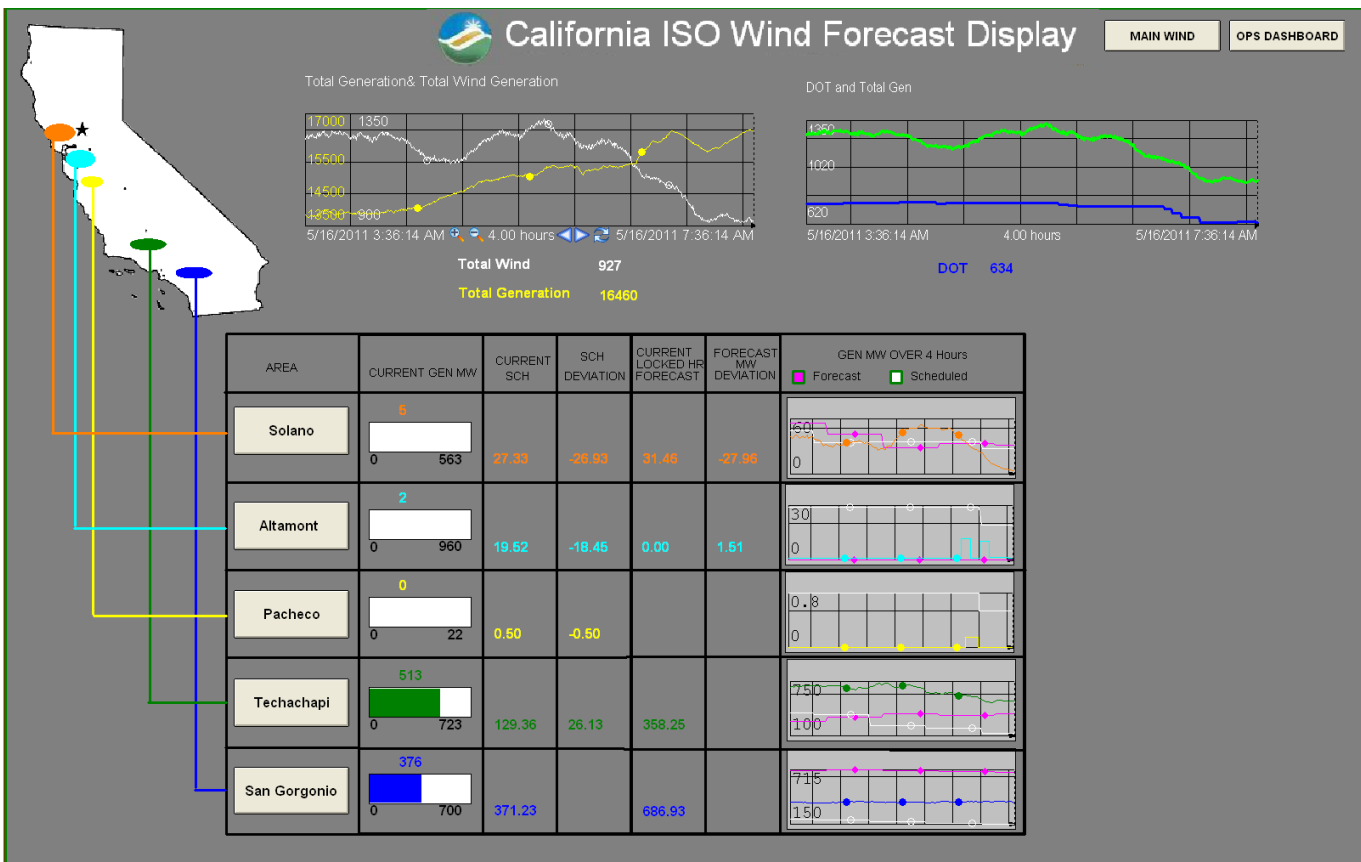 California ISO Wind Forecast Display
MAIN WIND
OPS DASHBOARD
Total Generation& Total Wind Generation
17000 1350
15500
14500
13500 900
5/16/2011 3:36:14 AM 4.00 hours 5/16/2011 7:36:14 AM
Total Wind 927
Total Generation 16460
DOT and Total Gen
1350
1020
620
5/16/2011 3:36:14 AM 4.00 hours 5/16/2011 7:36:14 AM
DOT 634
AREA
CURRENT GEN MW
CURRENT
SCH
SCH
DEVIATION
CURRENT
LOCKED HR
FORECAST
FORECAST
MW
DEVIATION
GEN MW OVER 4 Hours
Forecast Scheduled
Solano
5
0 563
27.33
-26.93
31.46
-27.96
60
0
Altamont
2
0 960
19.52
-18.45
0.00
1.51
30
0
Pacheco
0
0 22
0.50
-0.50
0.8
0
Techachapi
513
0 723
129.36
26.13
358.25
750
100
San Gorgonio
376
0 700
371.23
686.93
715
150